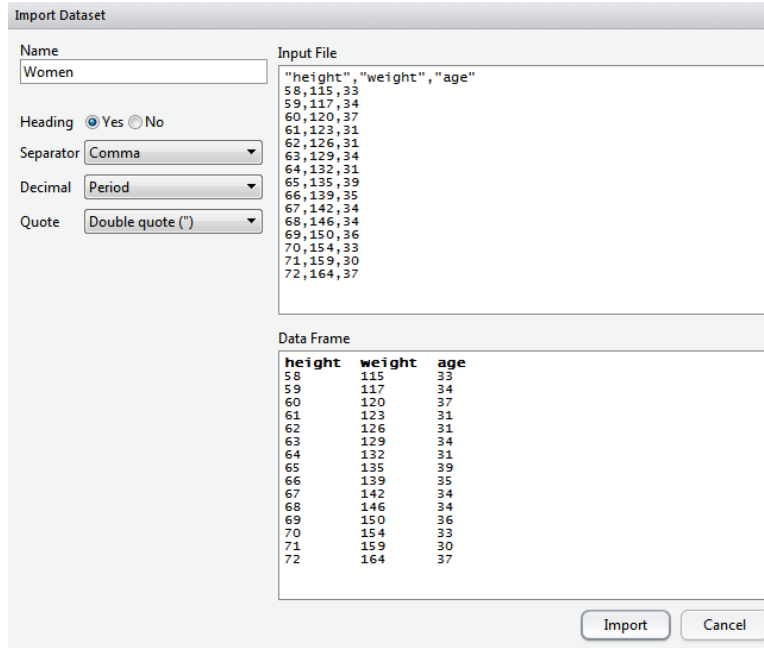 Import Dataset
Name
Women
Heading Yes No
Separator Comma
Decimal Period
Quote Double quote (")
Input File
"height","weight","age"
58,115,33
59,117,34
60,120,37
61,123,31
62,126,31
63,129,34
64,132,31
65,135,39
66,139,35
67,142,34
68,146,34
69,150,36
70,154,33
71,159,30
72,164,37
Data Frame
height weight age
58 115 33
59 117 34
60 120 37
61 123 31
62 126 31
63 129 34
64 132 31
65 135 39
66 139 35
67 142 34
68 146 34
69 150 36
70 154 33
71 159 30
72 164 37
Import Cancel